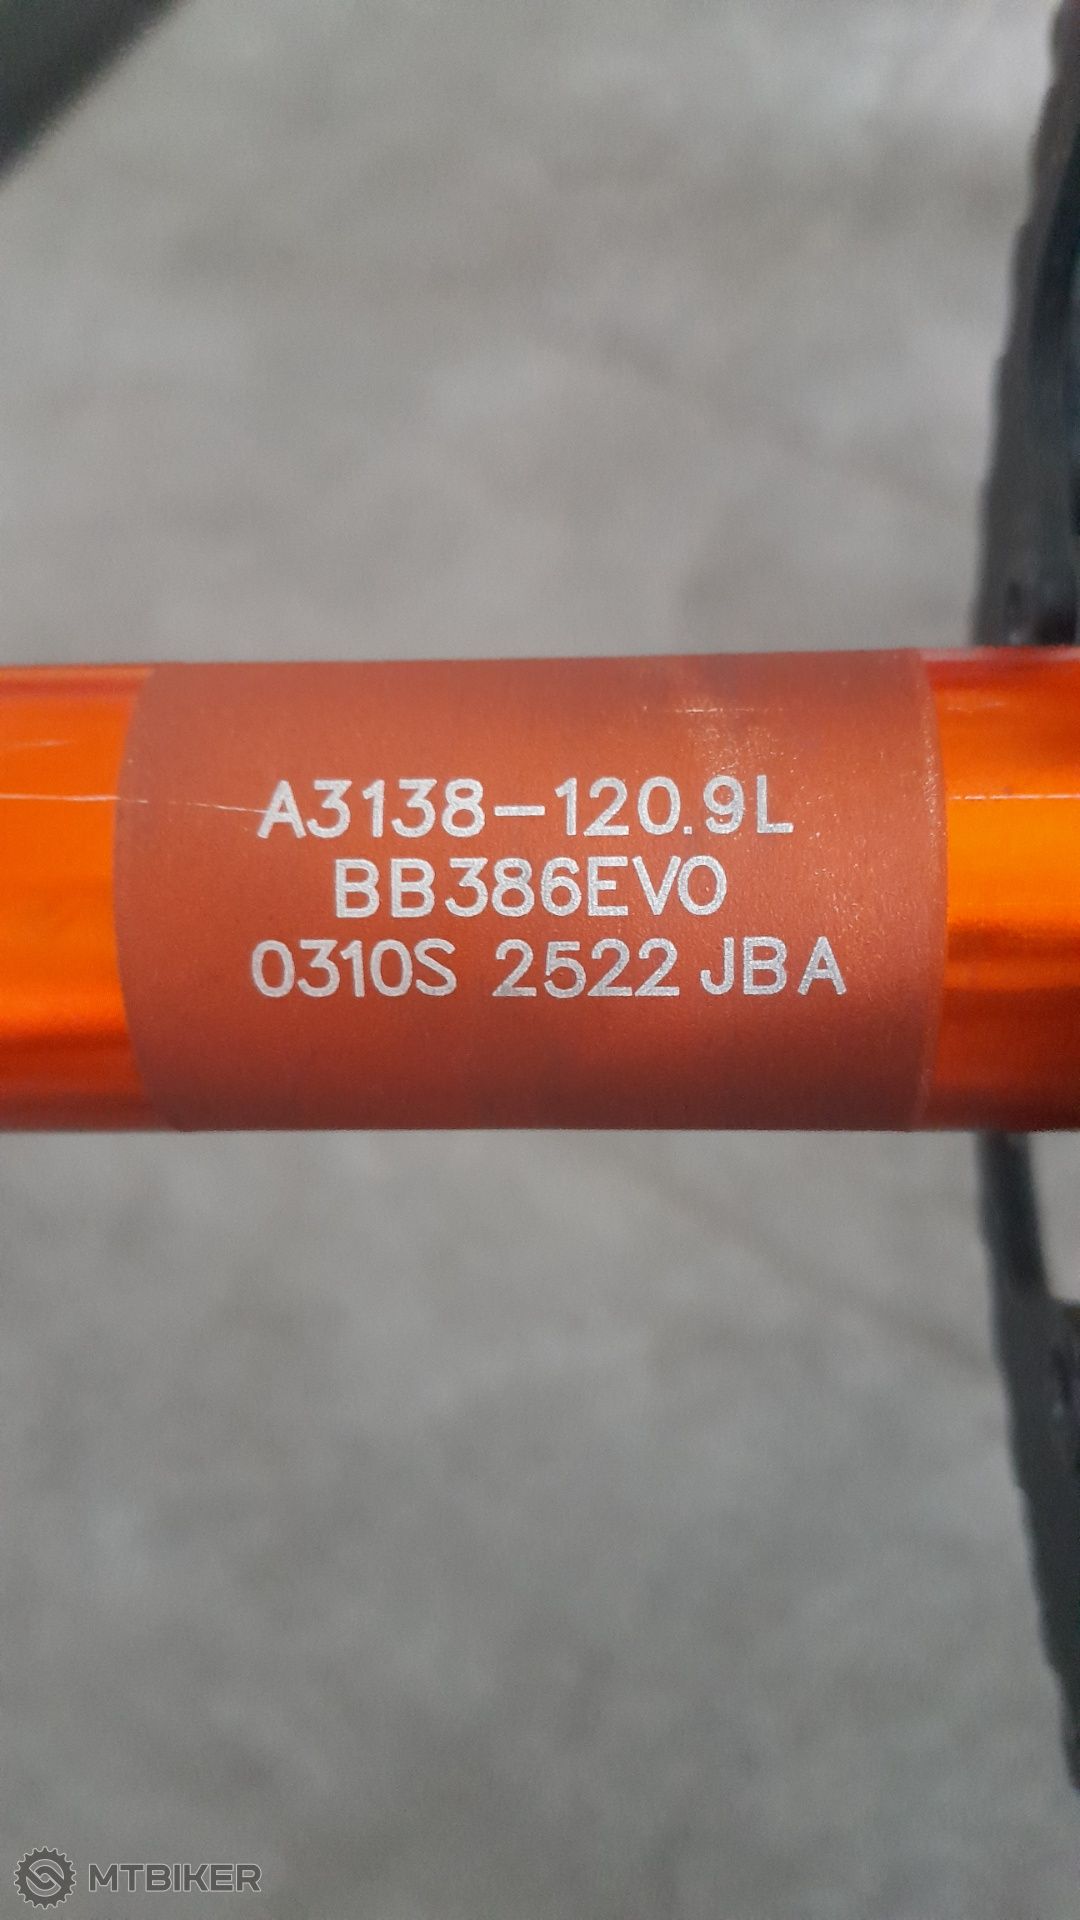 A3138-120.9L
BB386EVO
0310S 2522 JBA
MTBIKER